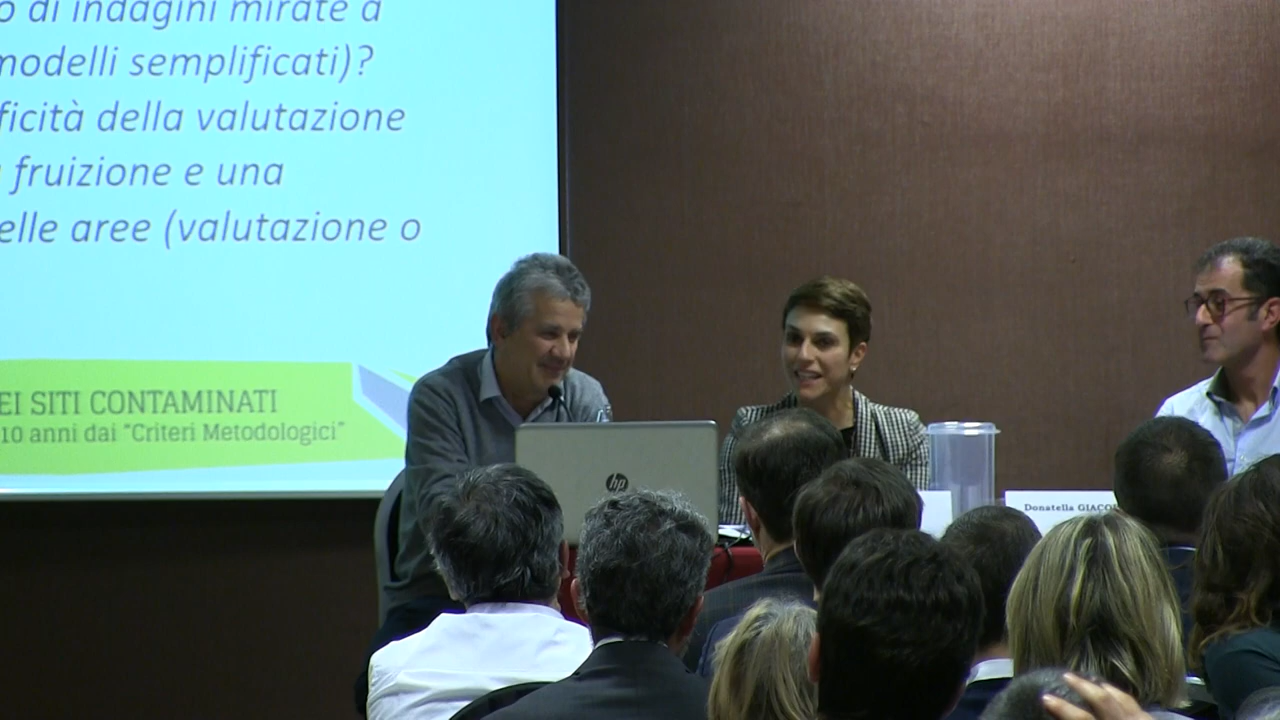 o di indagini mirate a
modelli semplificati)?
ficità della valutazione
fruizione e una
elle aree (valutazione o
EI SITI CONTAMINATI
10 anni dai "Criteri Metodologici"
hp
Donatella GIACO